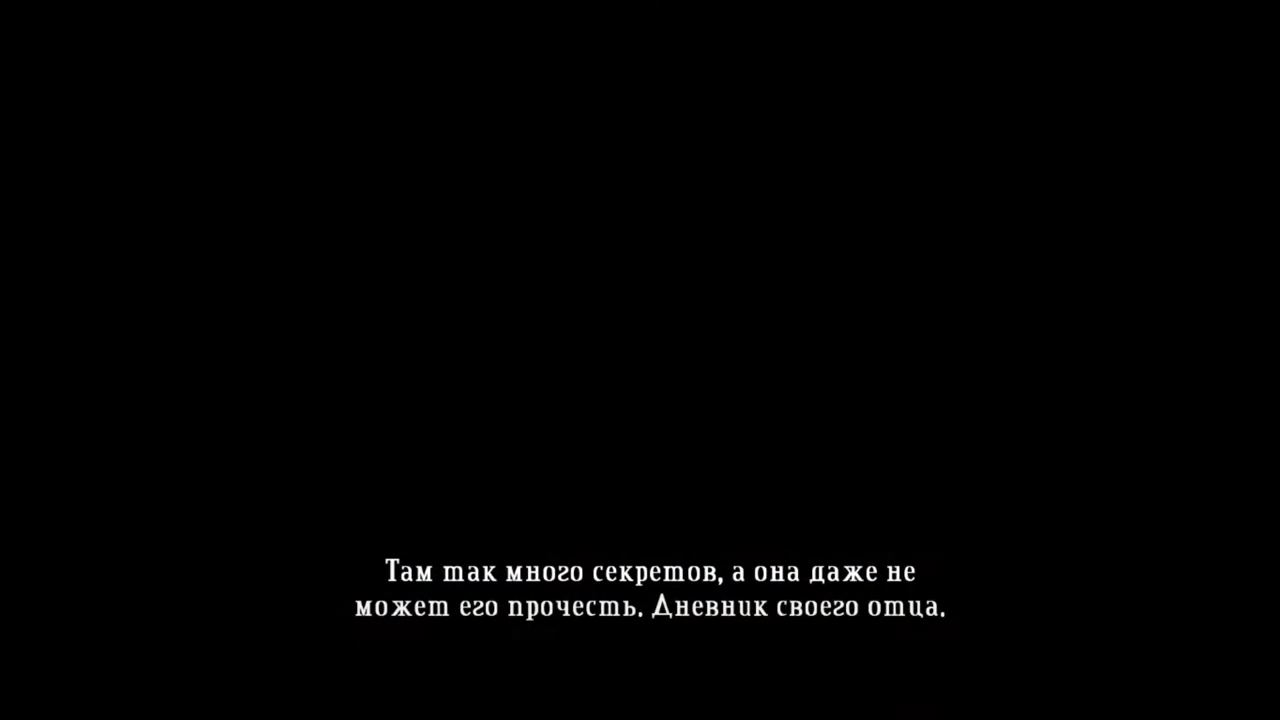 Там так много секретов, а она даже не
может его прочесть. Дневник своего отца.